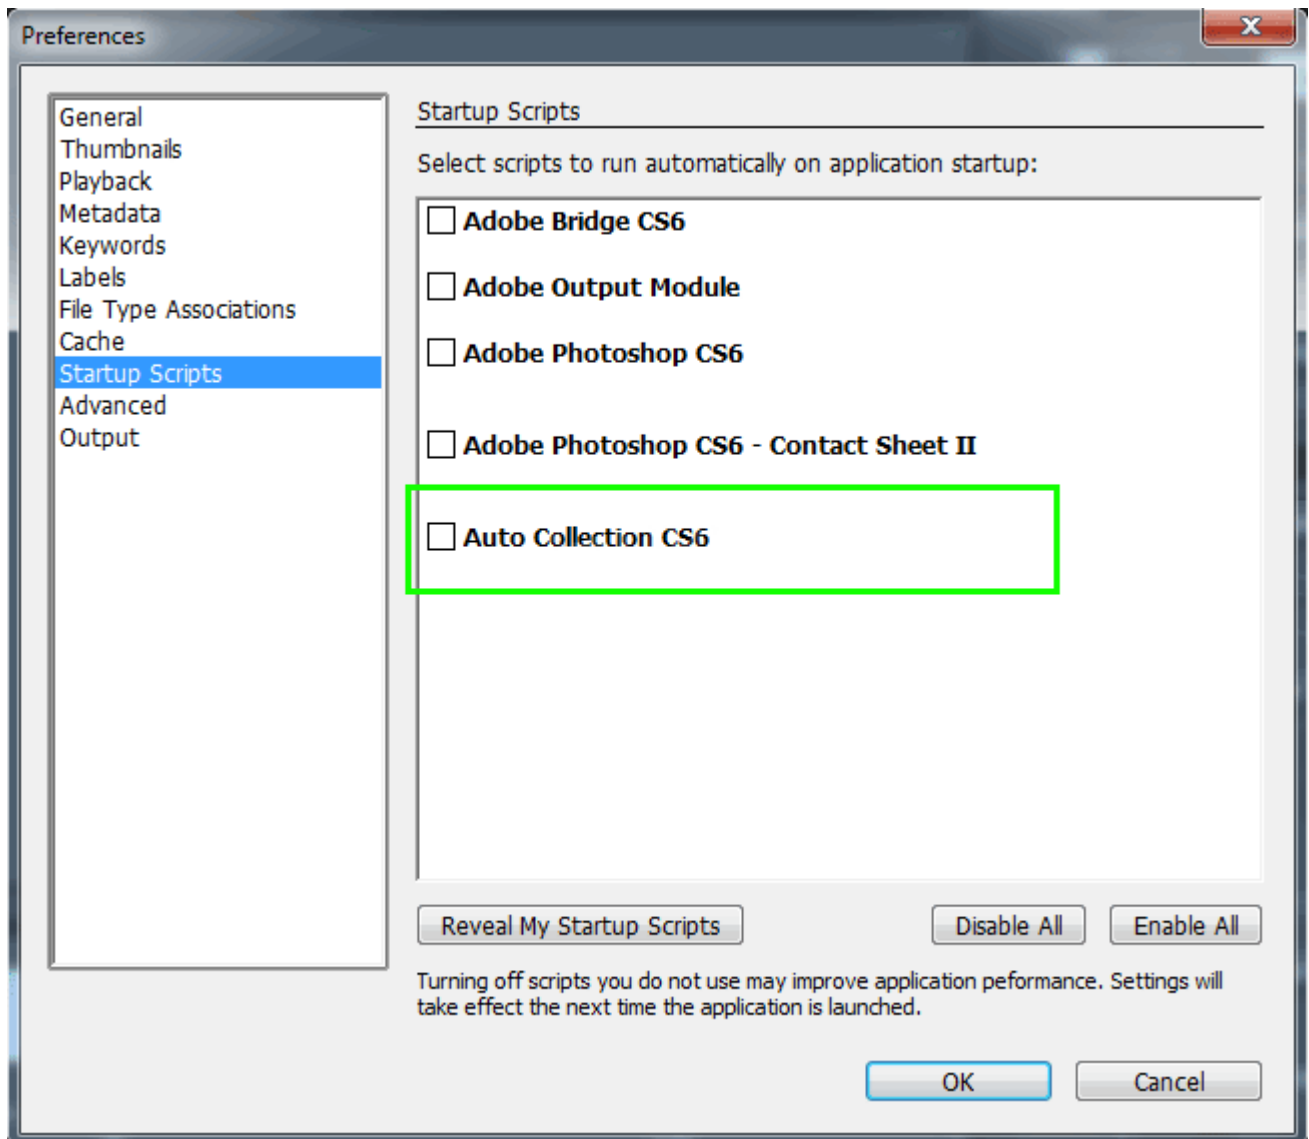 Preferences
General
Thumbnails
Playback
Metadata
Keywords
Labels
File Type Associations
Cache
Startup Scripts
Advanced
Output
Startup Scripts
Select scripts to run automatically on application startup:
Adobe Bridge CS6
Adobe Output Module
Adobe Photoshop CS6
Adobe Photoshop CS6 - Contact Sheet II
Auto Collection CS6
Reveal My Startup Scripts
Disable All
Enable All
Turning off scripts you do not use may improve application peformance. Settings will
take effect the next time the application is launched.
OK
Cancel